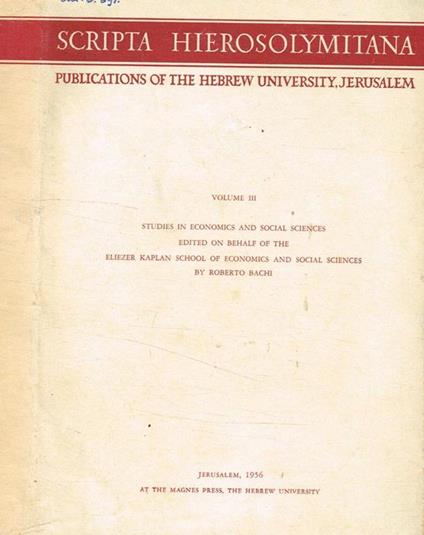 SCRIPTA HIEROSOLYMITANA
PUBLICATIONS OF THE HEBREW UNIVERSITY, JERUSALEM
VOLUME III
STUDIES IN ECONOMICS AND SOCIAL SCIENCES
EDITED ON BEHALF OF THE
ELIEZER KAPLAN SCHOOL OF ECONOMICS AND SOCIAL SCIENCES
BY ROBERTO BACHI
JERUSALEM, 1956
AT THE MAGNES PRESS, THE HEBREW UNIVERSITY